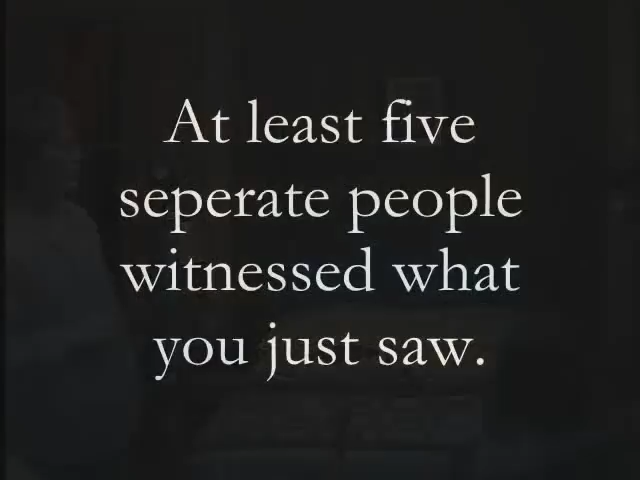 At least five
seperate people
witnessed what
you just saw.